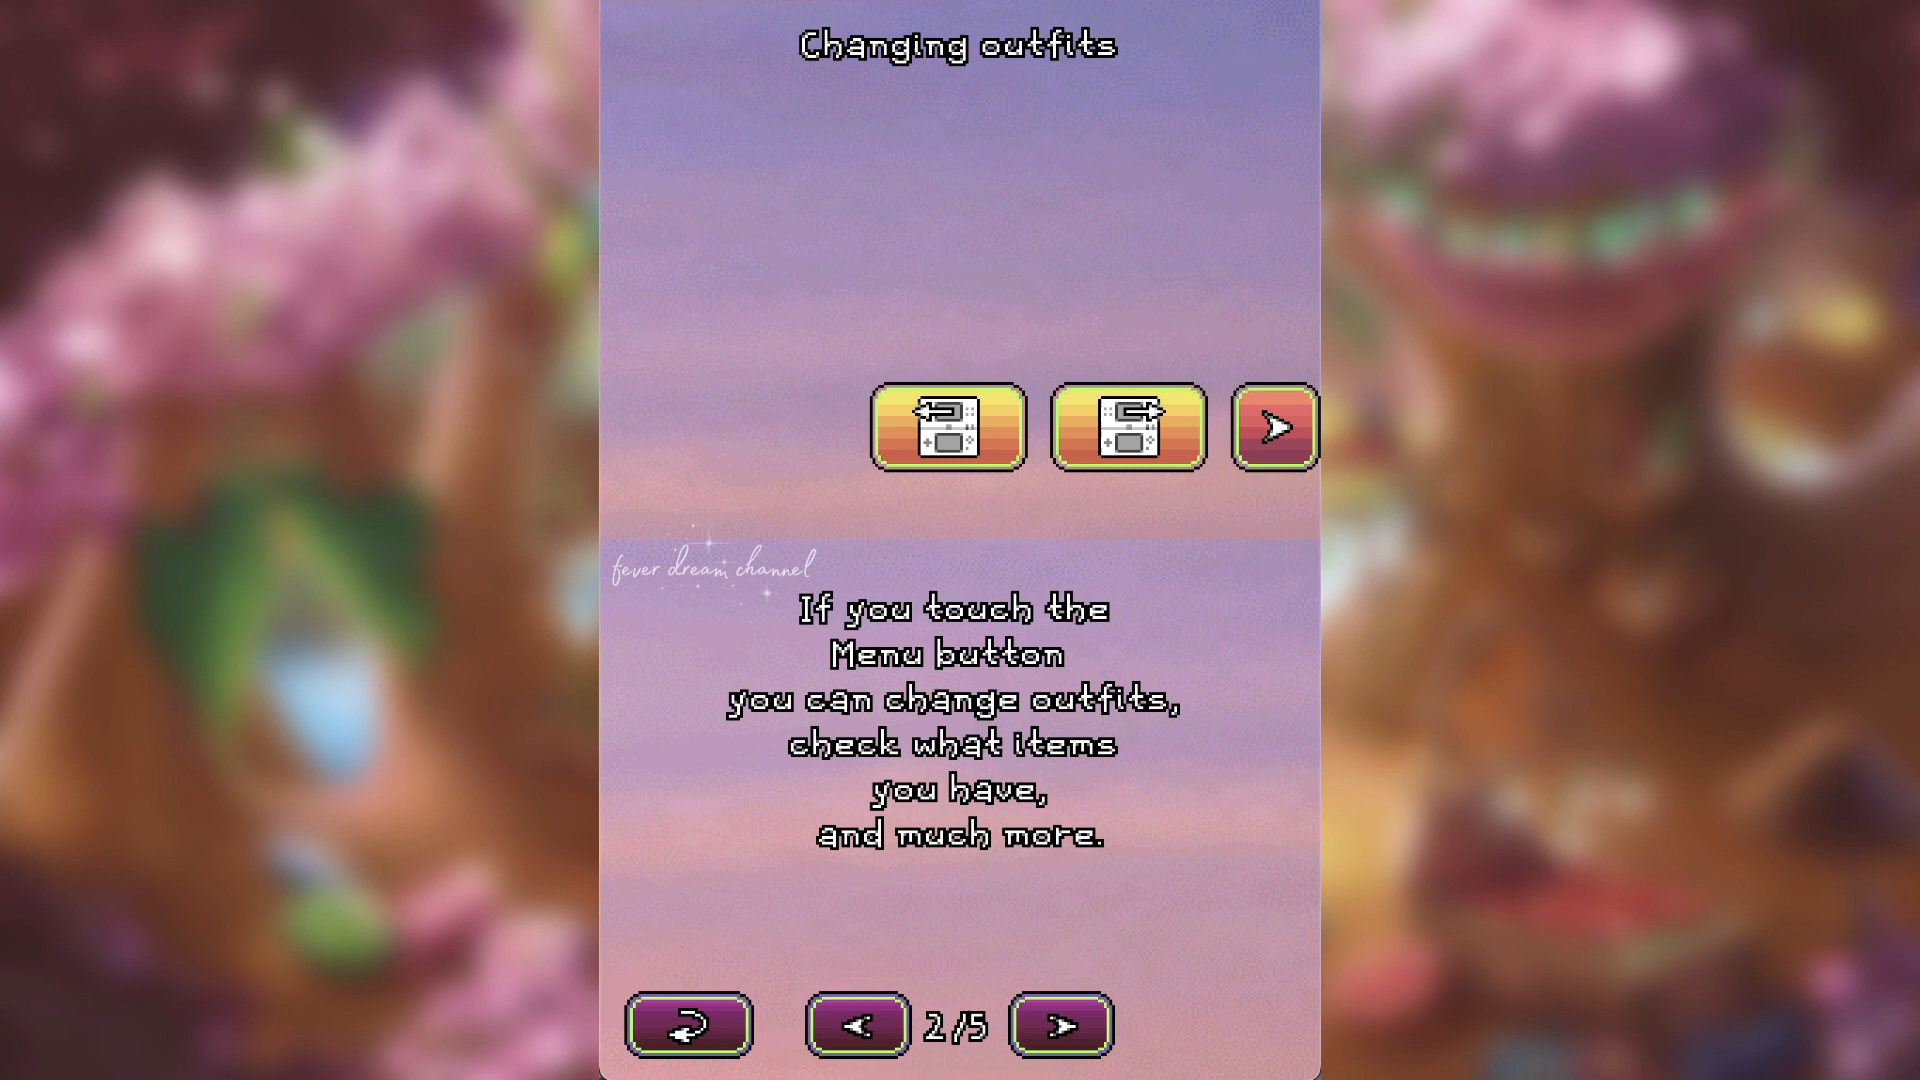 Changing outfits
fever dream channel
If you touch the
Menu button
you can change outfits,
check what items
you have,
and much more.
2/5